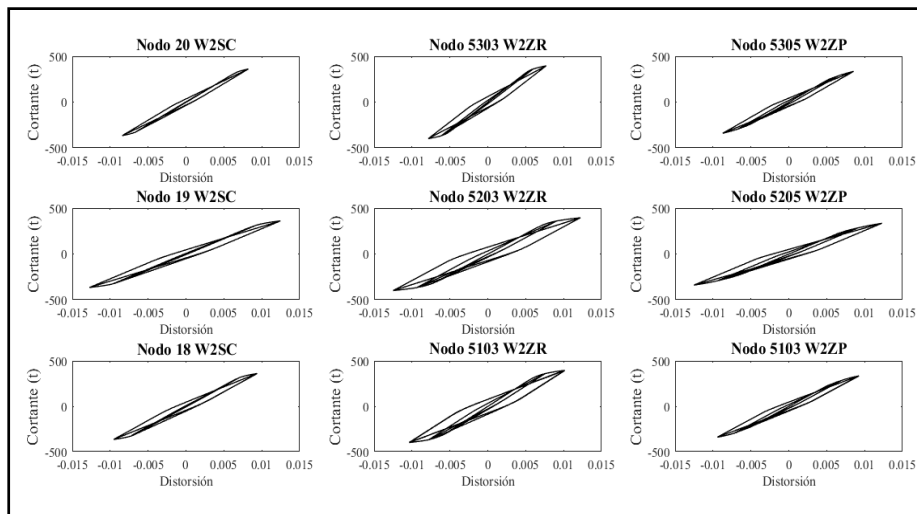 Nodo 20 W2SC
Cortante (t)
500
0
-500
-0.015 -0.01 -0.005 0 0.005 0.01 0.015
Distorsión
Nodo 5303 W2ZR
Cortante (t)
500
0
-500
-0.015 -0.01 -0.005 0 0.005 0.01 0.015
Distorsión
Nodo 5305 W2ZP
Cortante (t)
500
0
-500
-0.015 -0.01 -0.005 0 0.005 0.01 0.015
Distorsión
Nodo 19 W2SC
Cortante (t)
500
0
-500
-0.015 -0.01 -0.005 0 0.005 0.01 0.015
Distorsión
Nodo 5203 W2ZR
Cortante (t)
500
0
-500
-0.015 -0.01 -0.005 0 0.005 0.01 0.015
Distorsión
Nodo 5205 W2ZP
Cortante (t)
500
0
-500
-0.015 -0.01 -0.005 0 0.005 0.01 0.015
Distorsión
Nodo 18 W2SC
Cortante (t)
500
0
-500
-0.015 -0.01 -0.005 0 0.005 0.01 0.015
Distorsión
Nodo 5103 W2ZR
Cortante (t)
500
0
-500
-0.015 -0.01 -0.005 0 0.005 0.01 0.015
Distorsión
Nodo 5103 W2ZP
Cortante (t)
500
0
-500
-0.015 -0.01 -0.005 0 0.005 0.01 0.015
Distorsión